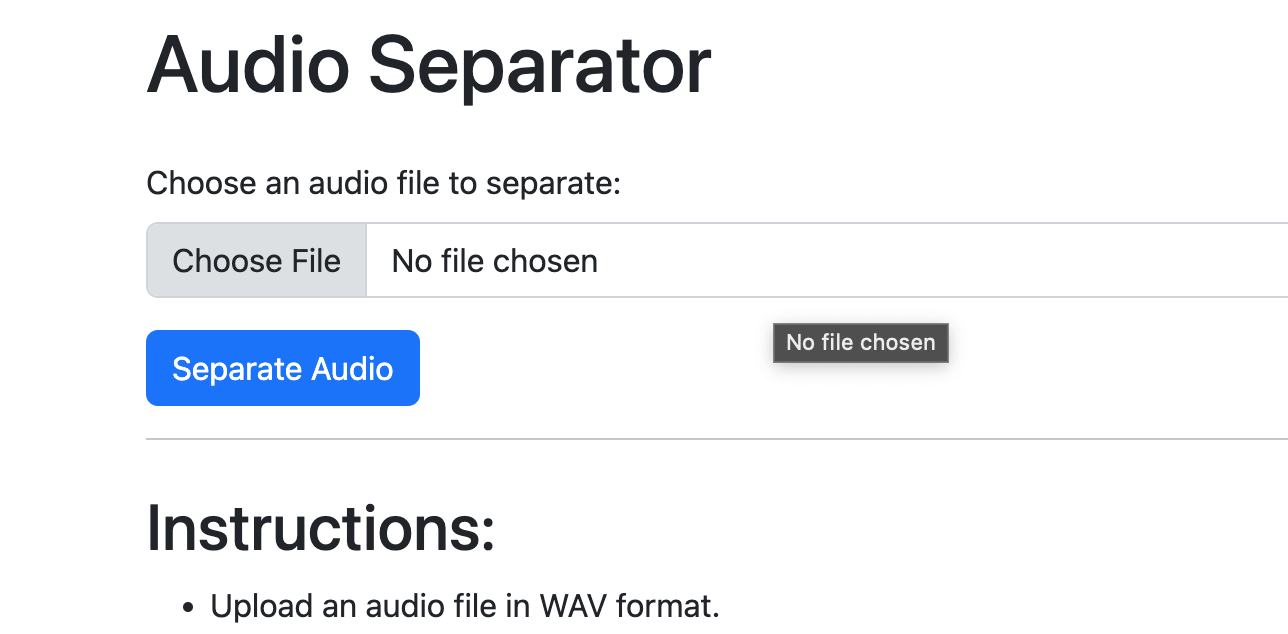 Audio Separator
Choose an audio file to separate:
Choose File No file chosen
No file chosen
Separate Audio
Instructions:
• Upload an audio file in WAV format.